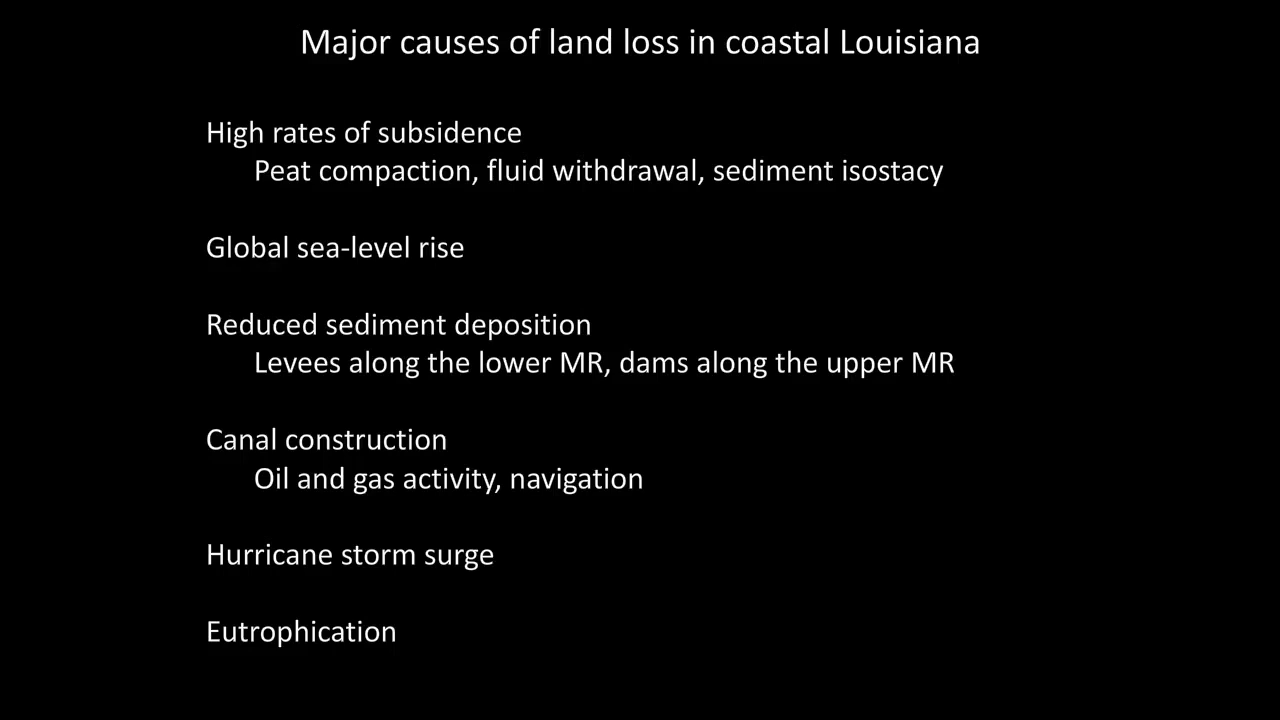 Major causes of land loss in coastal Louisiana
High rates of subsidence
Peat compaction, fluid withdrawal, sediment isostacy
Global sea-level rise
Reduced sediment deposition
Levees along the lower MR, dams along the upper MR
Canal construction
Oil and gas activity, navigation
Hurricane storm surge
Eutrophication